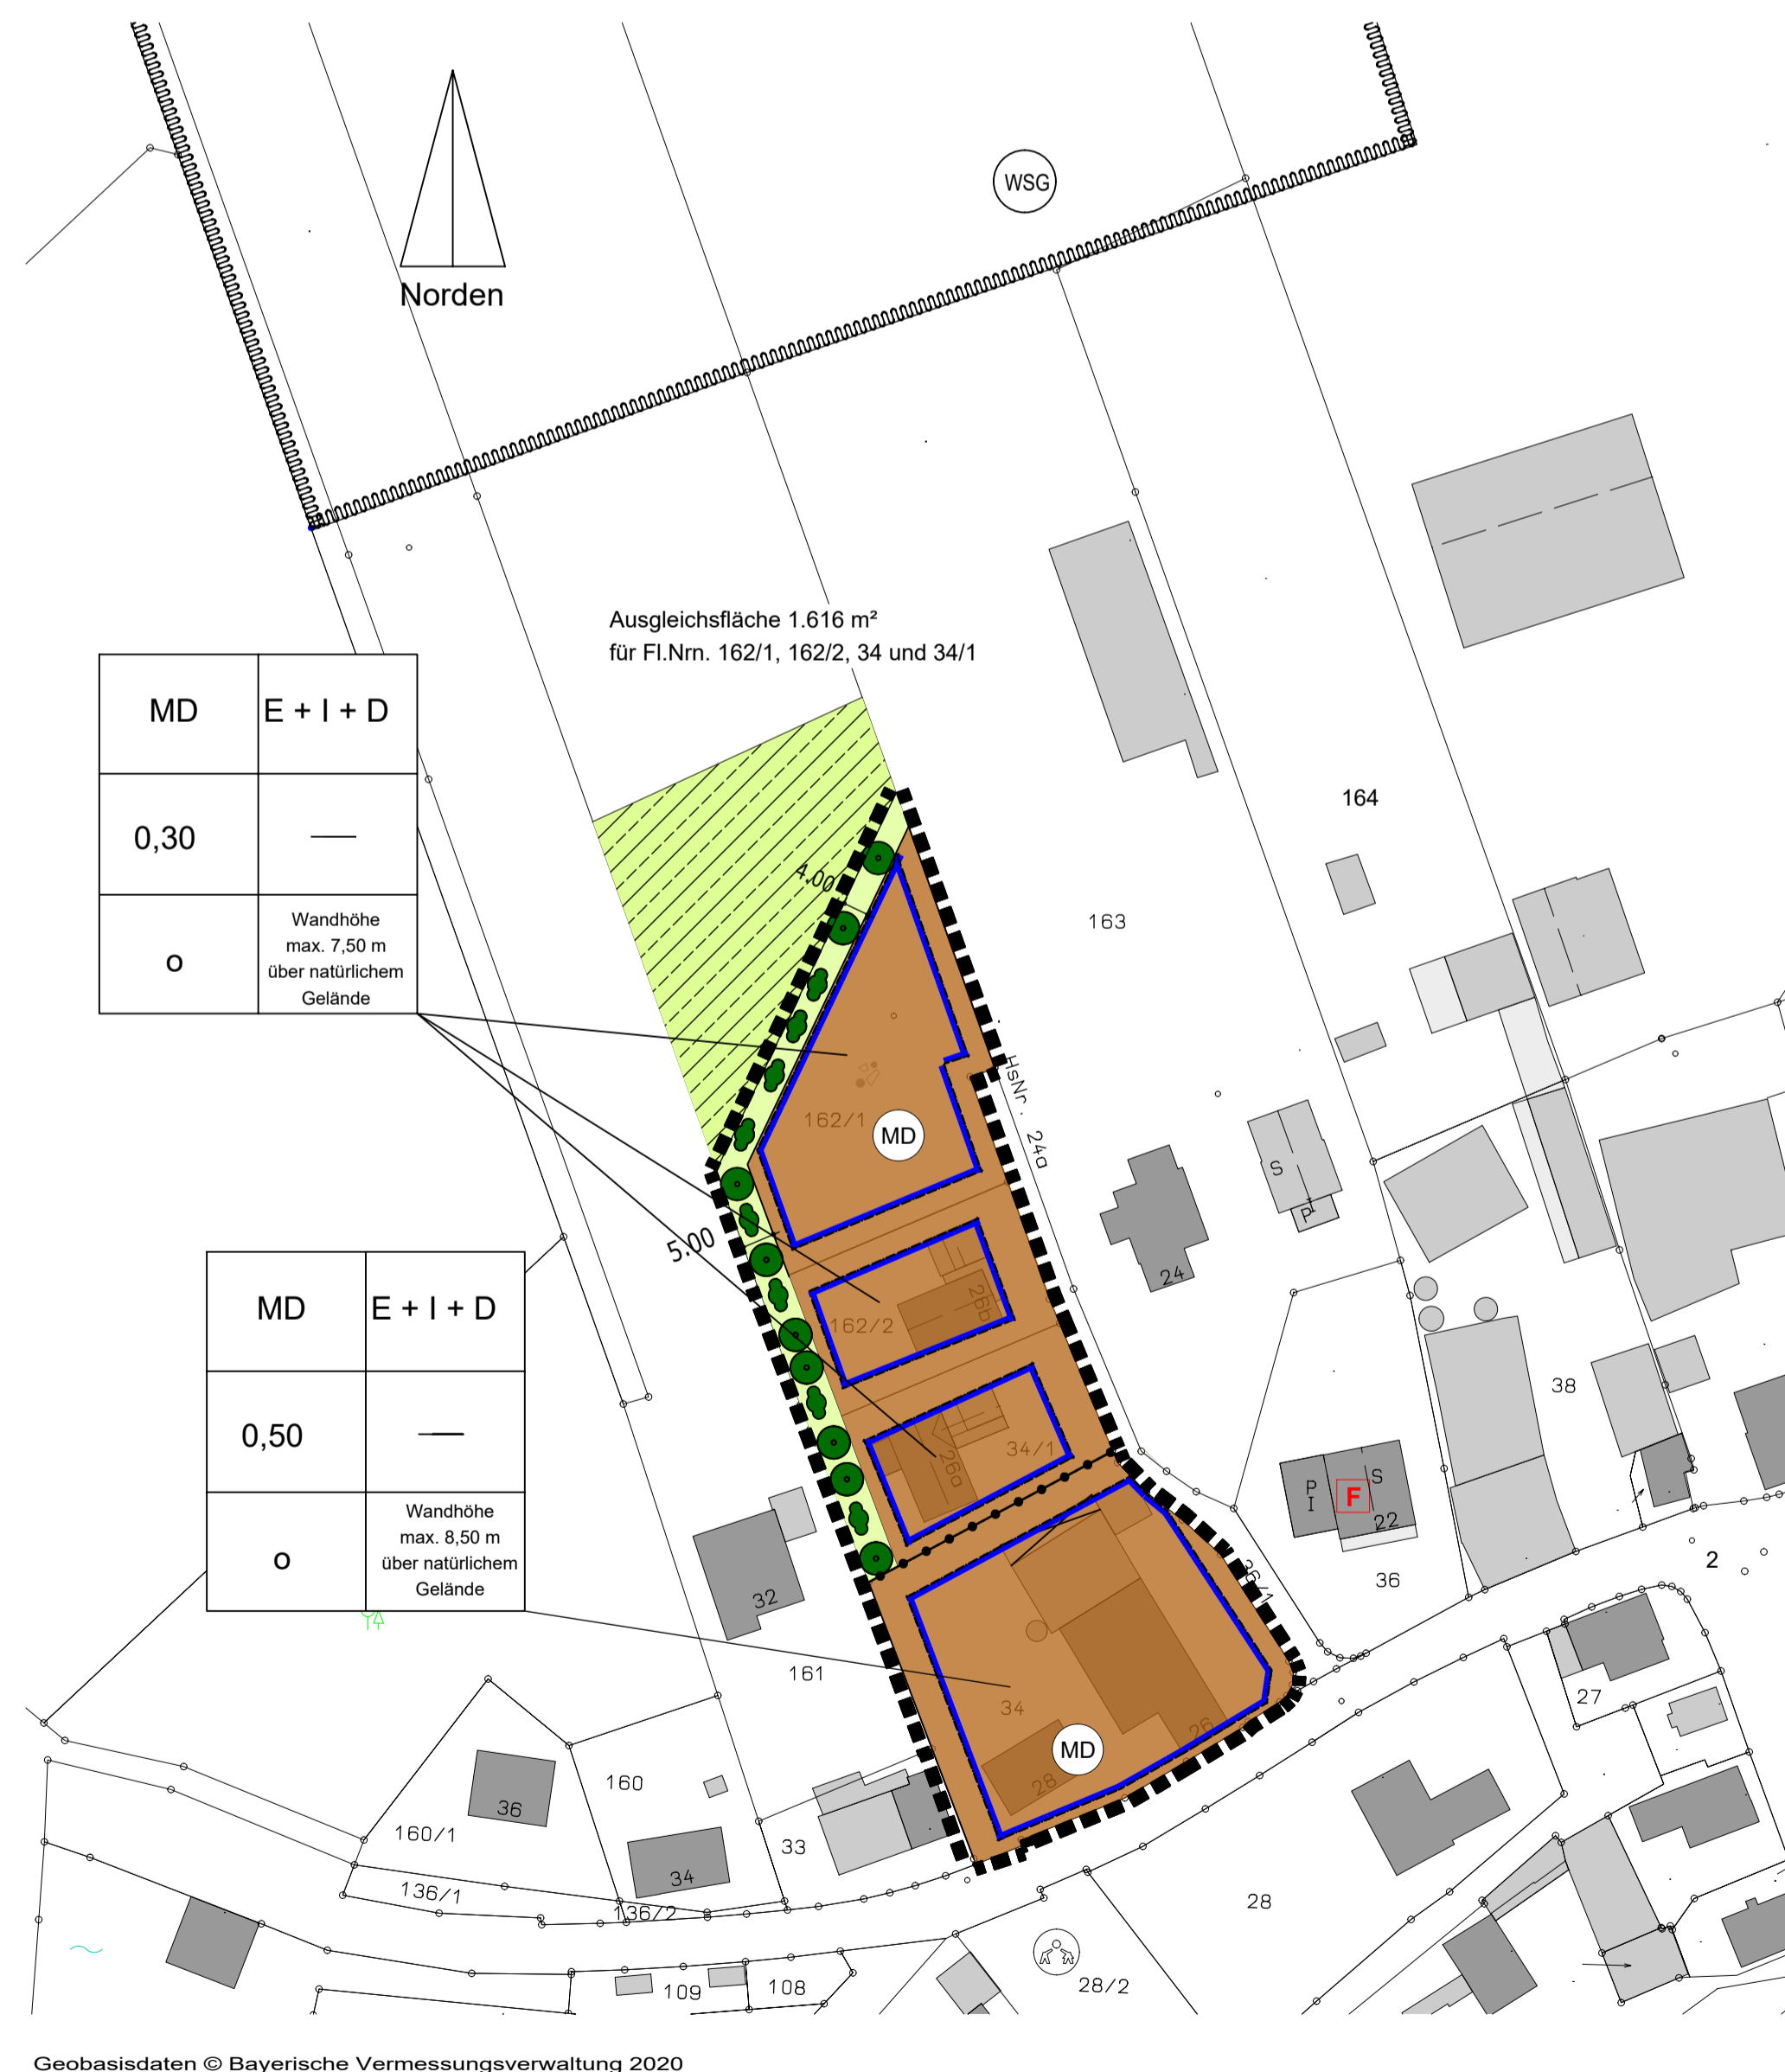 WSG
Norden
Ausgleichsfläche 1.616 m²
für Fl.Nrn. 162/1, 162/2, 34 und 34/1
MD
E + I + D
0,30
—
o
Wandhöhe
max. 7,50 m
über natürlichem
Gelände
164
4.00
163
HsNr. 24a
162/1
MD
S
P
I
24
5.00
26b
162/2
MD
E + I + D
0,50
—
o
Wandhöhe
max. 8,50 m
über natürlichem
Gelände
38
34/1
26a
P
I
S
F
22
2
36
36/1
32
161
34
26
27
MD
28
160
36
160/1
33
34
136/1
136/2
28
109
108
28/2
Geobasisdaten © Bayerische Vermessungsverwaltung 2020